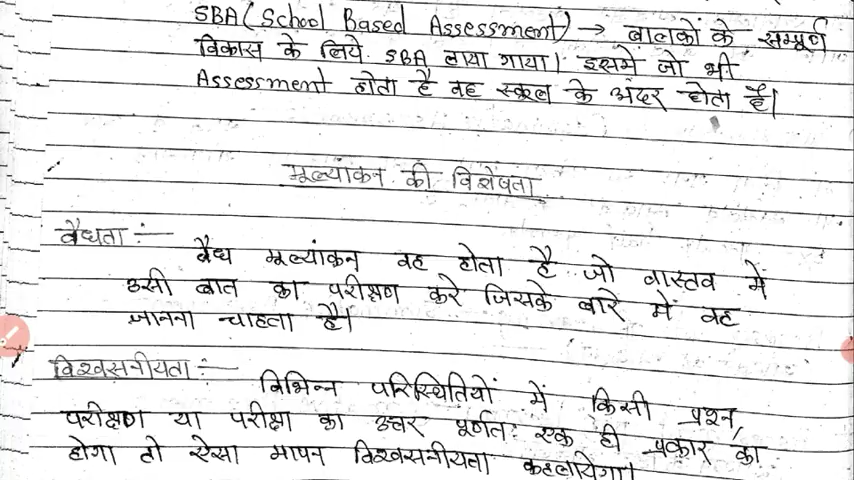 SBA (School Based Assessment) → बालकों के सम्पूर्ण
विकास के लिये SBA लाया गया। इसमें जो भी
Assessment होता है वह स्कूल के अंदर होता है।
मूल्यांकन की विशेषता
वैधता :-
वैध मूल्यांकन वह होता है जो वास्तव में
उसी बात का परीक्षण करे जिसके बारे में वह
जानना चाहता है।
विश्वसनीयता :-
विभिन्न परिस्थितियों में किसी प्रश्न,
परीक्षण या परीक्षा का उत्तर पूर्णतः एक ही प्रकार का
होगा तो ऐसा मापन विश्वसनीयता कहलायेगा।